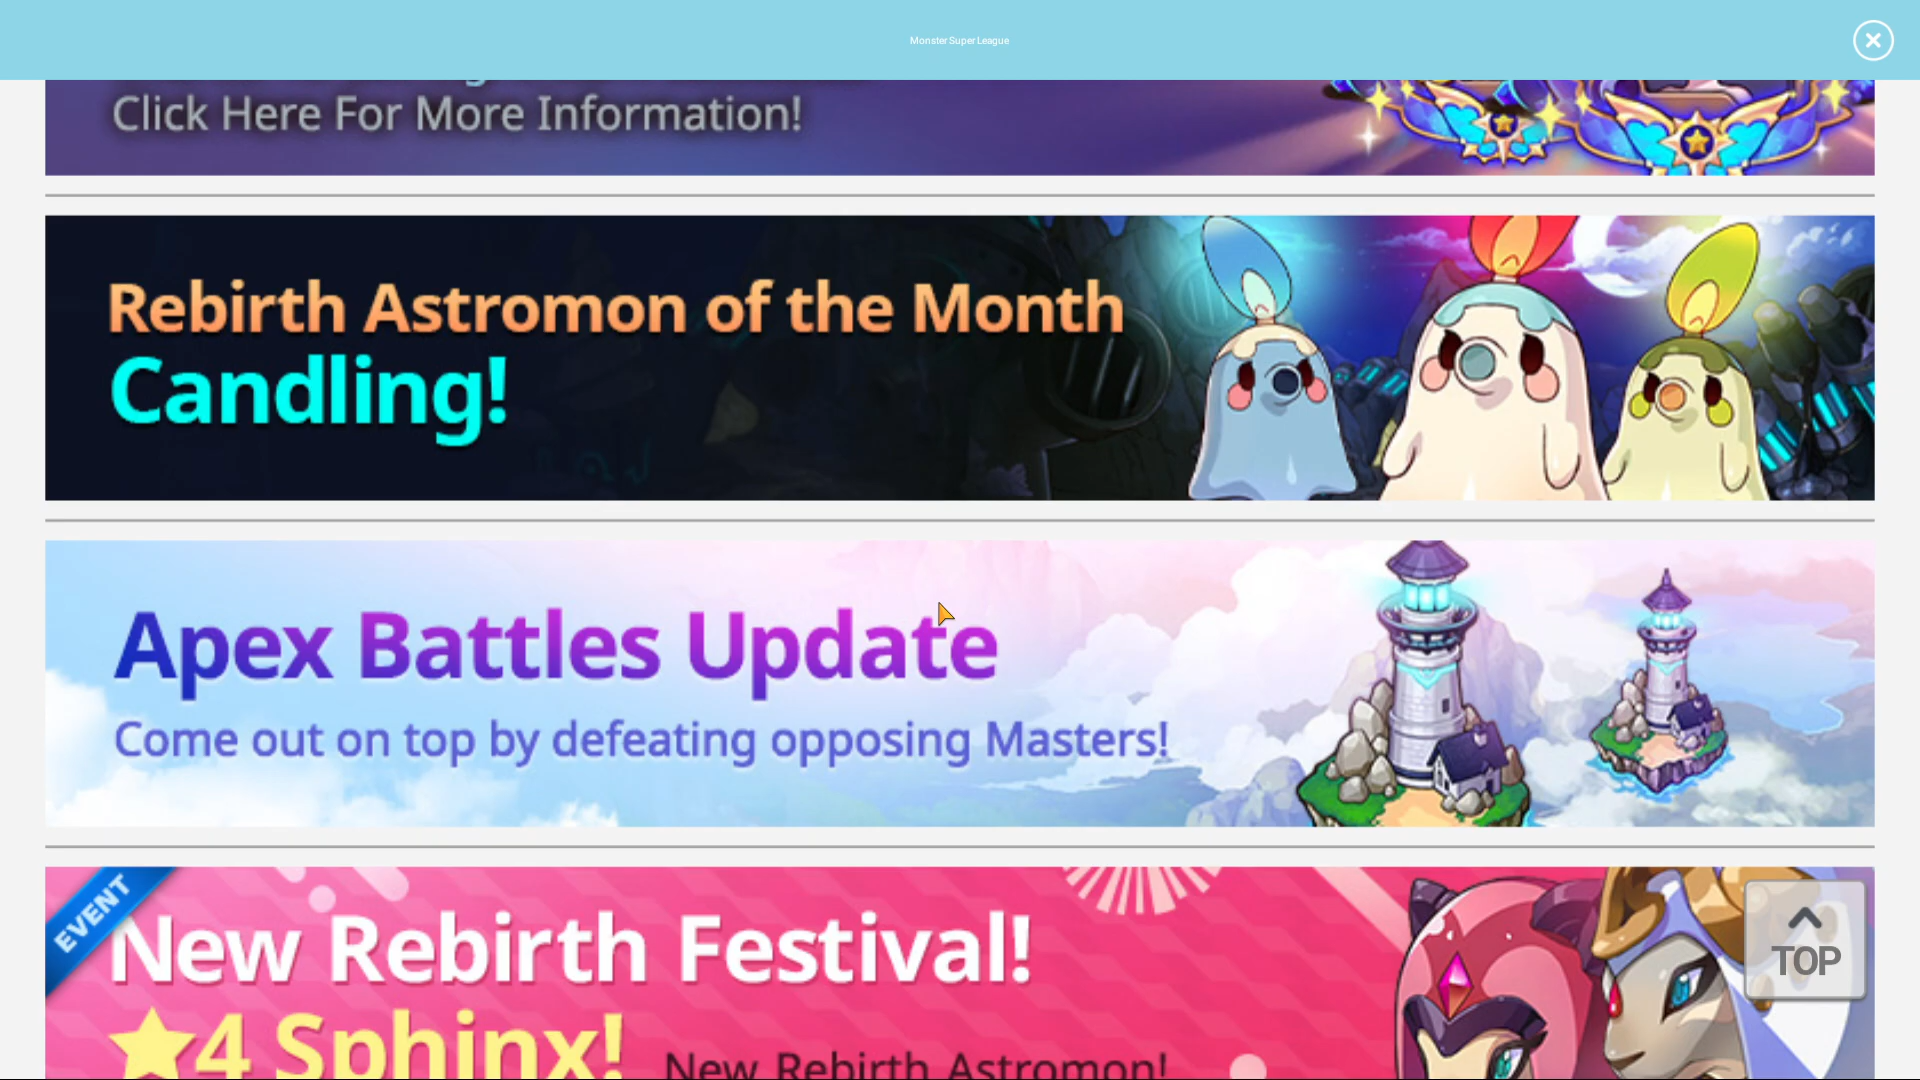 Monster Super League
Click Here For More Information!
Rebirth Astromon of the Month
Candling!
Apex Battles Update
Come out on top by defeating opposing Masters!
EVENT
New Rebirth Festival!
★4 Sphinx! New Rebirth Astromon!
TOP